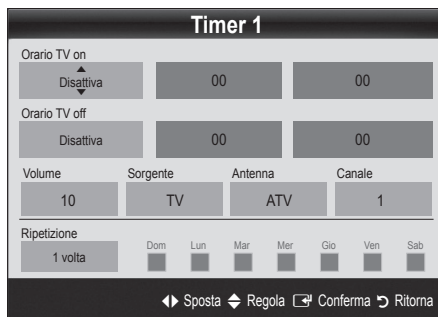 Timer 1
Orario TV on
Disattiva 00 00
Orario TV off
Disattiva 00 00
Volume Sorgente Antenna Canale
10 TV ATV 1
Ripetizione
Dom Lun Mar Mer Gio Ven Sab
1 volta
Sposta Regola Conferma Ritorna